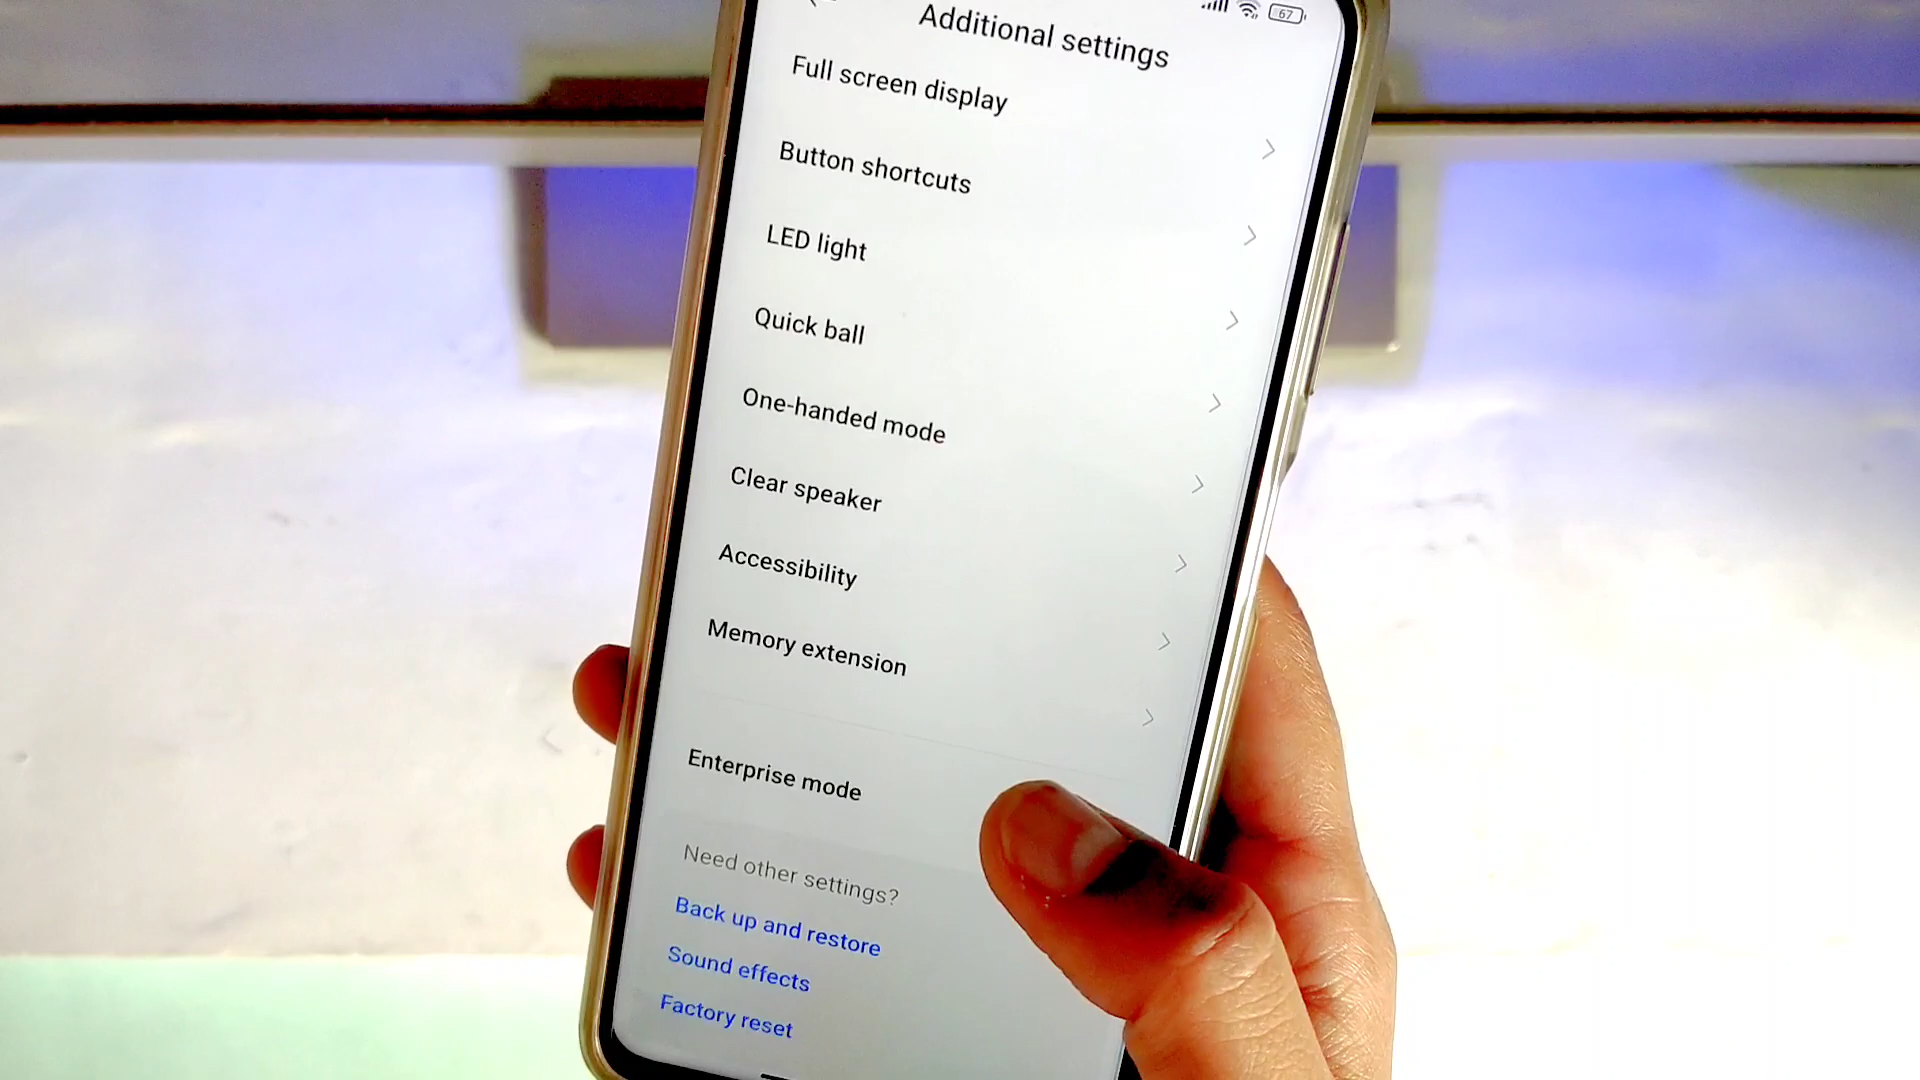 67
Additional settings
Full screen display
Button shortcuts
LED light
Quick ball
One-handed mode
Clear speaker
Accessibility
Memory extension
Enterprise mode
Need other settings?
Back up and restore
Sound effects
Factory reset